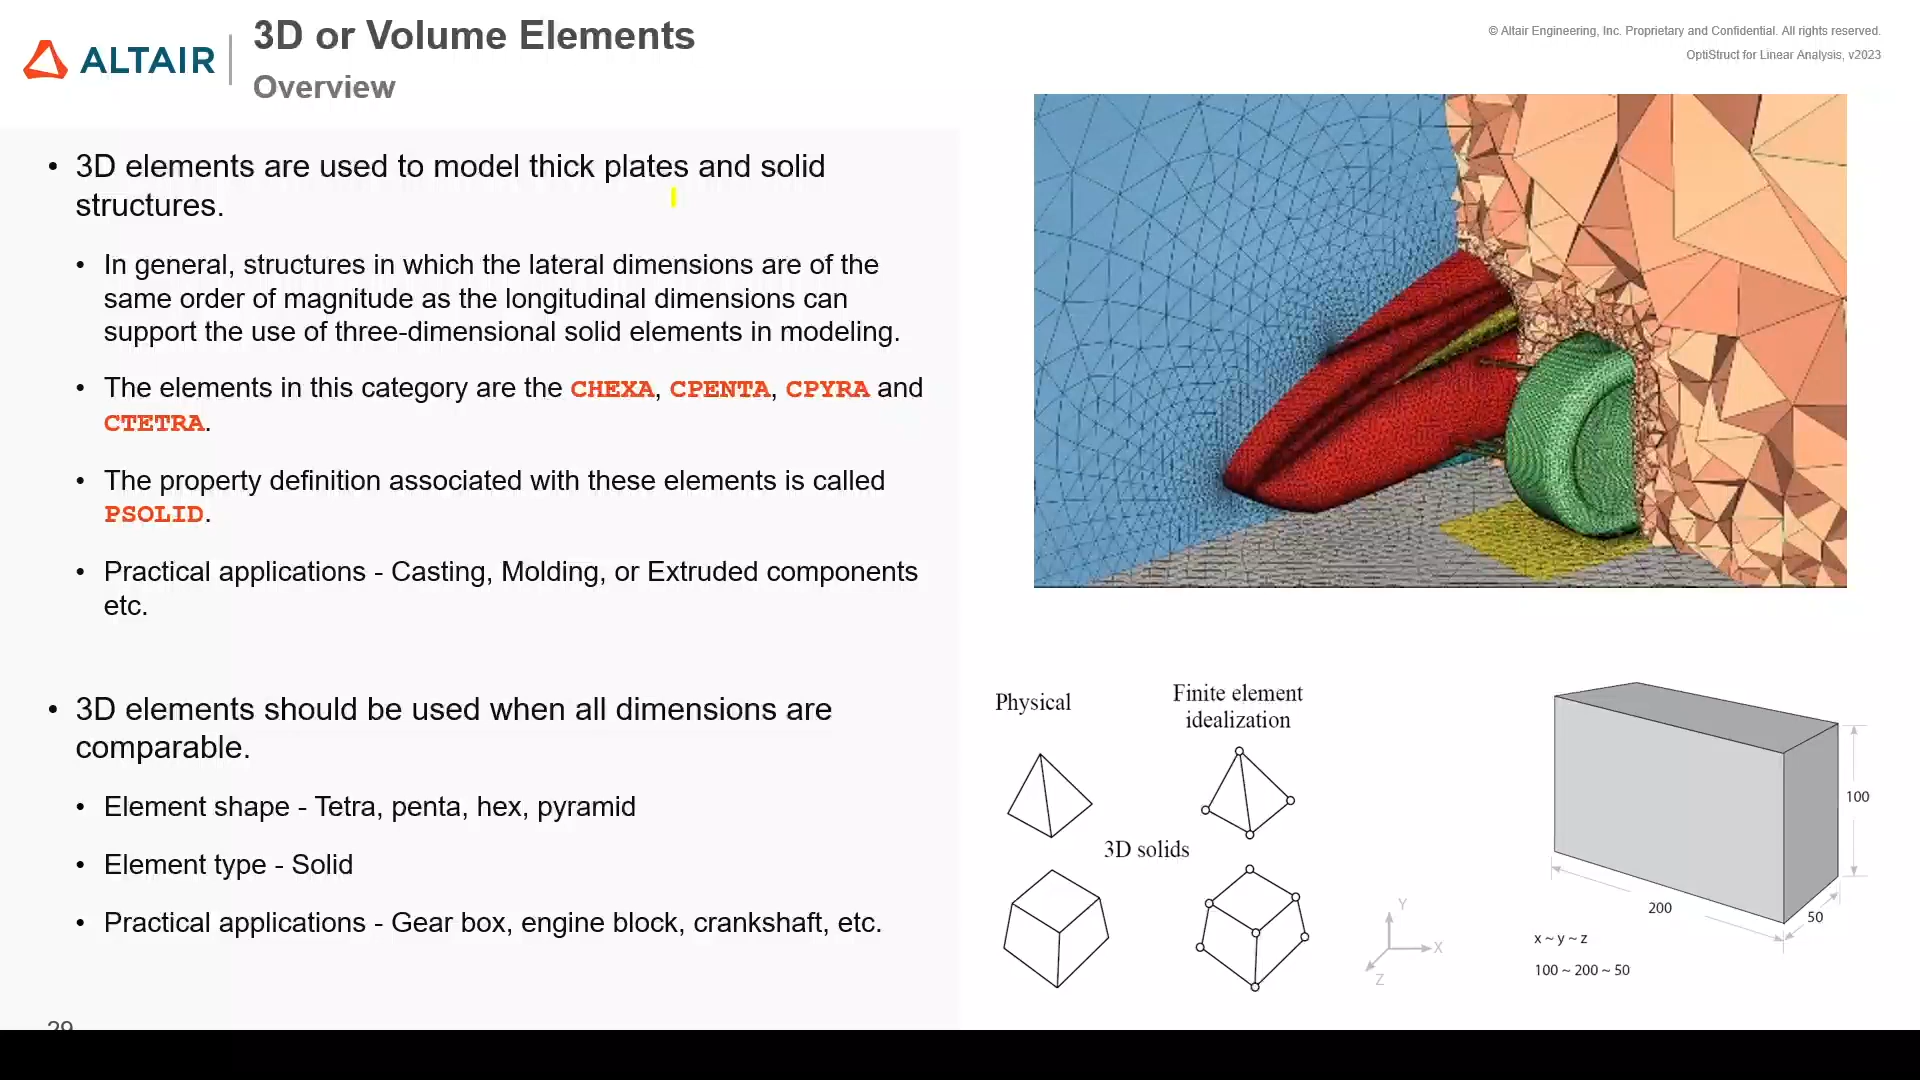 ALTAIR
3D or Volume Elements
Overview
© Altair Engineering, Inc. Proprietary and Confidential. All rights reserved.
OptiStruct for Linear Analysis, v2023
• 3D elements are used to model thick plates and solid
structures.
• In general, structures in which the lateral dimensions are of the
same order of magnitude as the longitudinal dimensions can
support the use of three-dimensional solid elements in modeling.
• The elements in this category are the CHEXA, CPENTA, CPYRA and
CTETRA.
• The property definition associated with these elements is called
PSOLID.
• Practical applications - Casting, Molding, or Extruded components
etc.
• 3D elements should be used when all dimensions are
comparable.
• Element shape - Tetra, penta, hex, pyramid
• Element type - Solid
• Practical applications - Gear box, engine block, crankshaft, etc.
Physical
Finite element
idealization
3D solids
Y
X
Z
100
200
50
x ~ y ~ z
100 ~ 200 ~ 50
29